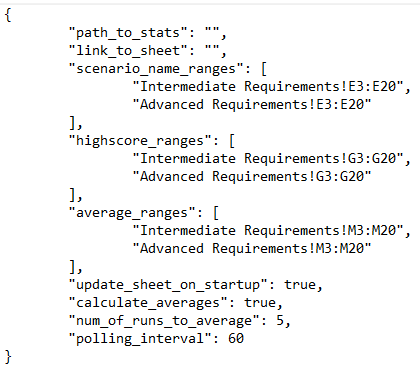 {
"path_to_stats": "",
"link_to_sheet": "",
"scenario_name_ranges": [
"Intermediate Requirements!E3:E20",
"Advanced Requirements!E3:E20"
],
"highscore_ranges": [
"Intermediate Requirements!G3:G20",
"Advanced Requirements!G3:G20"
],
"average_ranges": [
"Intermediate Requirements!M3:M20",
"Advanced Requirements!M3:M20"
],
"update_sheet_on_startup": true,
"calculate_averages": true,
"num_of_runs_to_average": 5,
"polling_interval": 60
}